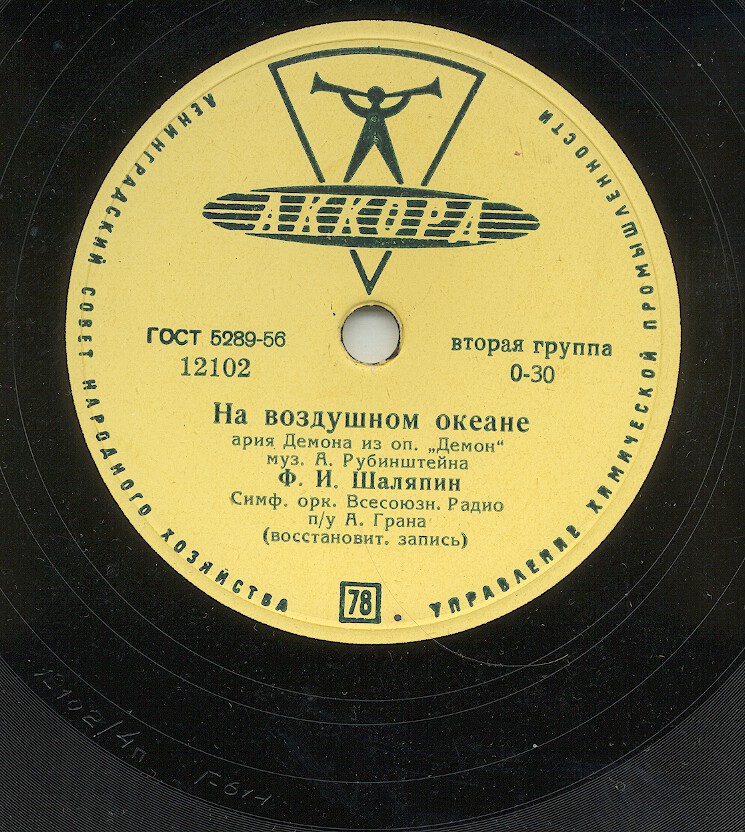 ЛЕНИНГРАДСКИЙ СОВЕТ НАРОДНОГО ХОЗЯЙСТВА
УПРАВЛЕНИЕ ХИМИЧЕСКОЙ ПРОМЫШЛЕННОСТИ
АККОРД
ГОСТ 5289-56
12102
вторая группа
0-30
На воздушном океане
ария Демона из оп. „Демон“
муз. А. Рубинштейна
Ф. И. Шаляпин
Симф. орк. Всесоюзн. Радио
п/у А. Грана
(восстановит. запись)
78
12102/4п